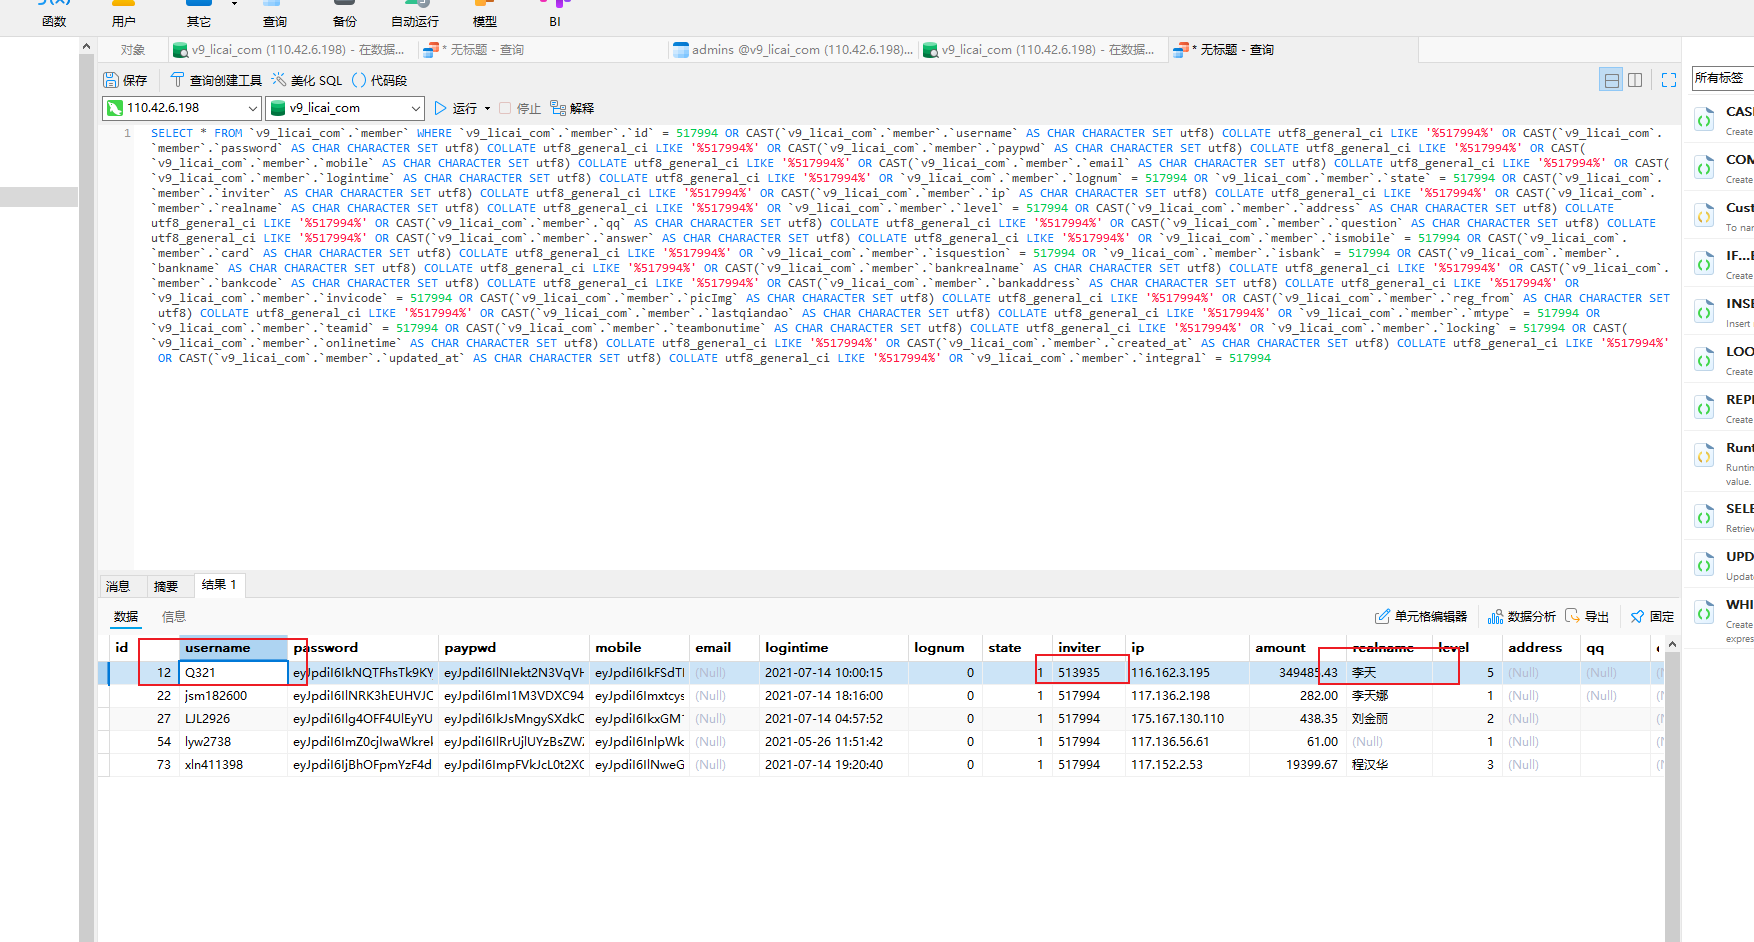 函数 用户 其它 查询 备份 自动运行 模型 BI
对象 v9_licai_com (110.42.6.198) - 在数据... * 无标题 - 查询 admins @v9_licai_com (110.42.6.198)... v9_licai_com (110.42.6.198) - 在数据... * 无标题 - 查询
保存 查询创建工具 美化 SQL () 代码段 所有标签
110.42.6.198 v9_licai_com 运行 停止 解释
1 SELECT * FROM `v9_licai_com`.`member` WHERE `v9_licai_com`.`member`.`id` = 517994 OR CAST(`v9_licai_com`.`member`.`username` AS CHAR CHARACTER SET utf8) COLLATE utf8_general_ci LIKE '%517994%' OR CAST(`v9_licai_com`.
`member`.`password` AS CHAR CHARACTER SET utf8) COLLATE utf8_general_ci LIKE '%517994%' OR CAST(`v9_licai_com`.`member`.`paypwd` AS CHAR CHARACTER SET utf8) COLLATE utf8_general_ci LIKE '%517994%' OR CAST(
`v9_licai_com`.`member`.`mobile` AS CHAR CHARACTER SET utf8) COLLATE utf8_general_ci LIKE '%517994%' OR CAST(`v9_licai_com`.`member`.`email` AS CHAR CHARACTER SET utf8) COLLATE utf8_general_ci LIKE '%517994%' OR CAST(
`v9_licai_com`.`member`.`logintime` AS CHAR CHARACTER SET utf8) COLLATE utf8_general_ci LIKE '%517994%' OR `v9_licai_com`.`member`.`lognum` = 517994 OR `v9_licai_com`.`member`.`state` = 517994 OR CAST(`v9_licai_com`.
`member`.`inviter` AS CHAR CHARACTER SET utf8) COLLATE utf8_general_ci LIKE '%517994%' OR CAST(`v9_licai_com`.`member`.`ip` AS CHAR CHARACTER SET utf8) COLLATE utf8_general_ci LIKE '%517994%' OR CAST(`v9_licai_com`.
`member`.`realname` AS CHAR CHARACTER SET utf8) COLLATE utf8_general_ci LIKE '%517994%' OR `v9_licai_com`.`member`.`level` = 517994 OR CAST(`v9_licai_com`.`member`.`address` AS CHAR CHARACTER SET utf8) COLLATE
utf8_general_ci LIKE '%517994%' OR CAST(`v9_licai_com`.`member`.`qq` AS CHAR CHARACTER SET utf8) COLLATE utf8_general_ci LIKE '%517994%' OR CAST(`v9_licai_com`.`member`.`question` AS CHAR CHARACTER SET utf8) COLLATE
utf8_general_ci LIKE '%517994%' OR CAST(`v9_licai_com`.`member`.`answer` AS CHAR CHARACTER SET utf8) COLLATE utf8_general_ci LIKE '%517994%' OR `v9_licai_com`.`member`.`ismobile` = 517994 OR CAST(`v9_licai_com`.
`member`.`card` AS CHAR CHARACTER SET utf8) COLLATE utf8_general_ci LIKE '%517994%' OR `v9_licai_com`.`member`.`isquestion` = 517994 OR `v9_licai_com`.`member`.`isbank` = 517994 OR CAST(`v9_licai_com`.`member`.
`bankname` AS CHAR CHARACTER SET utf8) COLLATE utf8_general_ci LIKE '%517994%' OR CAST(`v9_licai_com`.`member`.`bankrealname` AS CHAR CHARACTER SET utf8) COLLATE utf8_general_ci LIKE '%517994%' OR CAST(`v9_licai_com`.
`member`.`bankcode` AS CHAR CHARACTER SET utf8) COLLATE utf8_general_ci LIKE '%517994%' OR CAST(`v9_licai_com`.`member`.`bankaddress` AS CHAR CHARACTER SET utf8) COLLATE utf8_general_ci LIKE '%517994%' OR
`v9_licai_com`.`member`.`invicode` = 517994 OR CAST(`v9_licai_com`.`member`.`picImg` AS CHAR CHARACTER SET utf8) COLLATE utf8_general_ci LIKE '%517994%' OR CAST(`v9_licai_com`.`member`.`reg_from` AS CHAR CHARACTER SET
utf8) COLLATE utf8_general_ci LIKE '%517994%' OR CAST(`v9_licai_com`.`member`.`lastqiandao` AS CHAR CHARACTER SET utf8) COLLATE utf8_general_ci LIKE '%517994%' OR `v9_licai_com`.`member`.`mtype` = 517994 OR
`v9_licai_com`.`member`.`teamid` = 517994 OR CAST(`v9_licai_com`.`member`.`teambonutime` AS CHAR CHARACTER SET utf8) COLLATE utf8_general_ci LIKE '%517994%' OR `v9_licai_com`.`member`.`locking` = 517994 OR CAST(
`v9_licai_com`.`member`.`onlinetime` AS CHAR CHARACTER SET utf8) COLLATE utf8_general_ci LIKE '%517994%' OR CAST(`v9_licai_com`.`member`.`created_at` AS CHAR CHARACTER SET utf8) COLLATE utf8_general_ci LIKE '%517994%'
OR CAST(`v9_licai_com`.`member`.`updated_at` AS CHAR CHARACTER SET utf8) COLLATE utf8_general_ci LIKE '%517994%' OR `v9_licai_com`.`member`.`integral` = 517994
CASE
Create
COM
Create
Cust
To nar
IF...E
Create
INSE
Insert
LOO
Create
REPE
Create
Runt
Runtim
value.
SELE
Retriev
UPD
Update
WHI
Create
expres
消息 摘要 结果 1
数据 信息 单元格编辑器 数据分析 导出 固定
id username password paypwd mobile email logintime lognum state inviter ip amount realname level address qq
12 Q321 eyJpdiI6IkNQTFhsTk9KY eyJpdiI6IlNIekt2N3VqVH eyJpdiI6IkFSdTI (Null) 2021-07-14 10:00:15 0 1 513935 116.162.3.195 349485.43 李天 5 (Null) (Null)
22 jsm182600 eyJpdiI6IlNRK3hEUHVJC eyJpdiI6ImI1M3VDXC94 eyJpdiI6Imxtcys (Null) 2021-07-14 18:16:00 0 1 517994 117.136.2.198 282.00 李天娜 1 (Null) (Null)
27 LJL2926 eyJpdiI6Ilg4OFF4UlEyYU eyJpdiI6IkJsMngySXdkC eyJpdiI6IkxGM (Null) 2021-07-14 04:57:52 0 1 517994 175.167.130.110 438.35 刘金丽 2 (Null)
54 lyw2738 eyJpdiI6ImZ0cjIwaWkrel eyJpdiI6IlRrUjlUYzBsZW eyJpdiI6InlpWk (Null) 2021-05-26 11:51:42 0 1 517994 117.136.56.61 61.00 (Null) 1 (Null)
73 xln411398 eyJpdiI6IjBhOFpmYzF4d eyJpdiI6ImpFVkJcL0t2XC eyJpdiI6IlNweG (Null) 2021-07-14 19:20:40 0 1 517994 117.152.2.53 19399.67 程汉华 3 (Null)